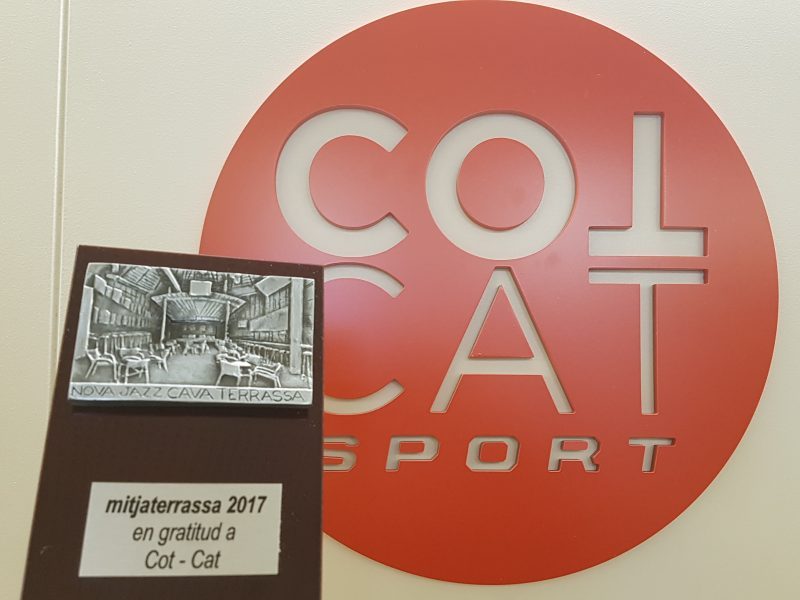 COT
CAT
SPORT
NOVA JAZZ CAVA TERRASSA
mitjaterrassa 2017
en gratitud a
Cot - Cat